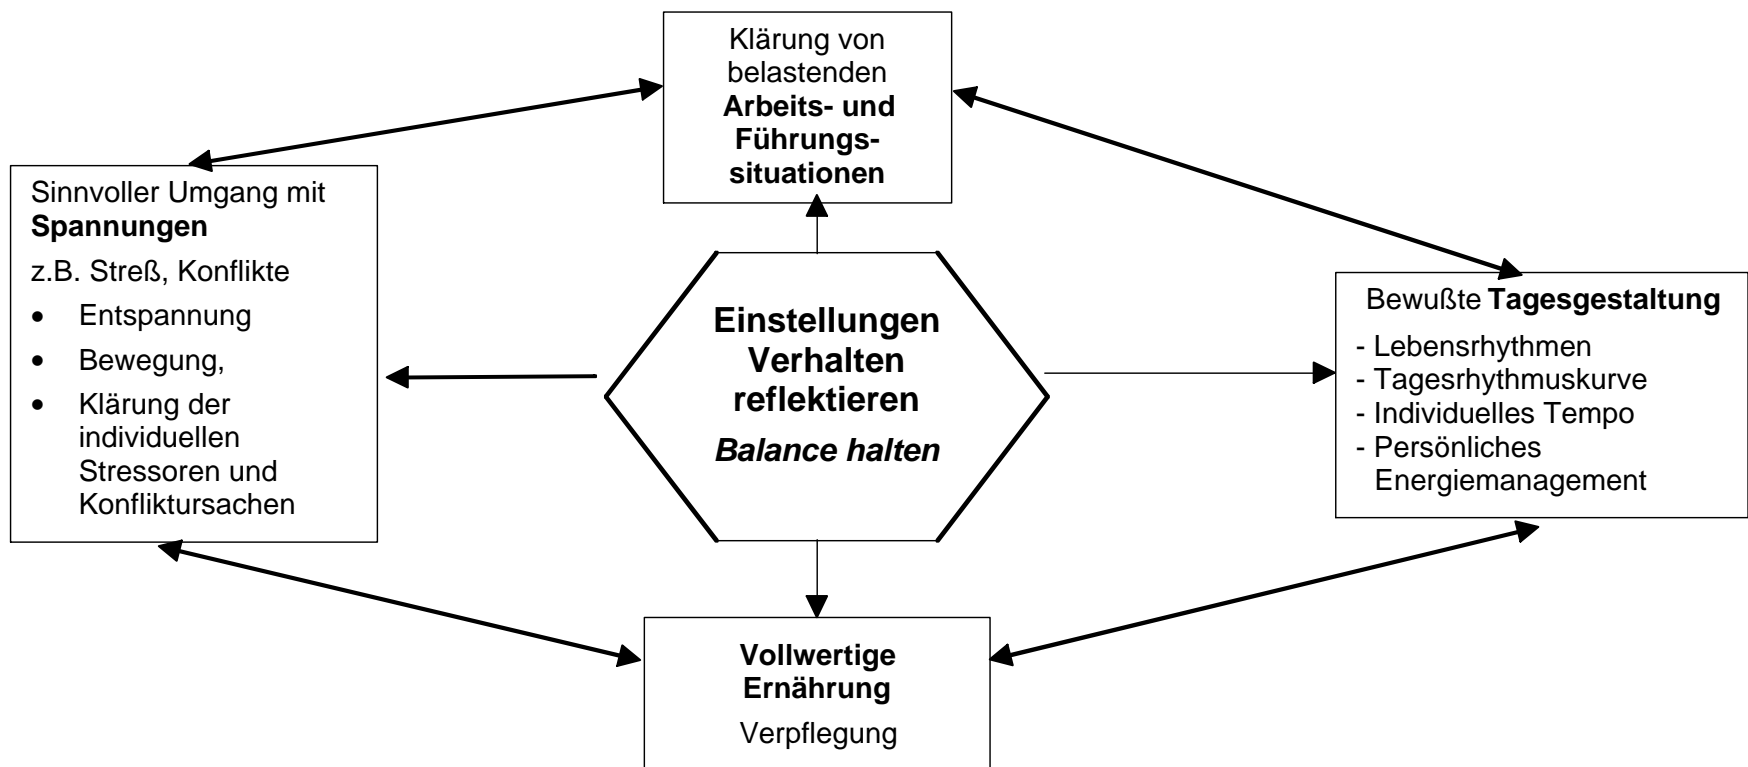 Klärung von
belastenden
Arbeits- und
Führungs-
situationen
Sinnvoller Umgang mit
Spannungen
z.B. Streß, Konflikte
• Entspannung
• Bewegung,
• Klärung der
individuellen
Stressoren und
Konfliktursachen
Einstellungen
Verhalten
reflektieren
Balance halten
Bewußte Tagesgestaltung
- Lebensrhythmen
- Tagesrhythmuskurve
- Individuelles Tempo
- Persönliches
Energiemanagement
Vollwertige
Ernährung
Verpflegung